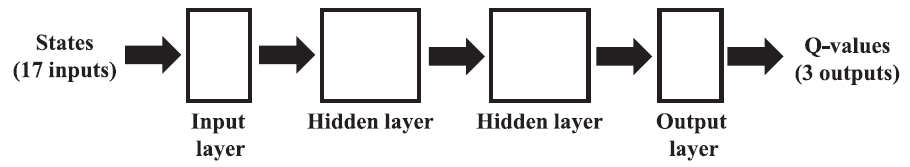 States
(17 inputs)
Input
layer
Hidden layer
Hidden layer
Output
layer
Q-values
(3 outputs)